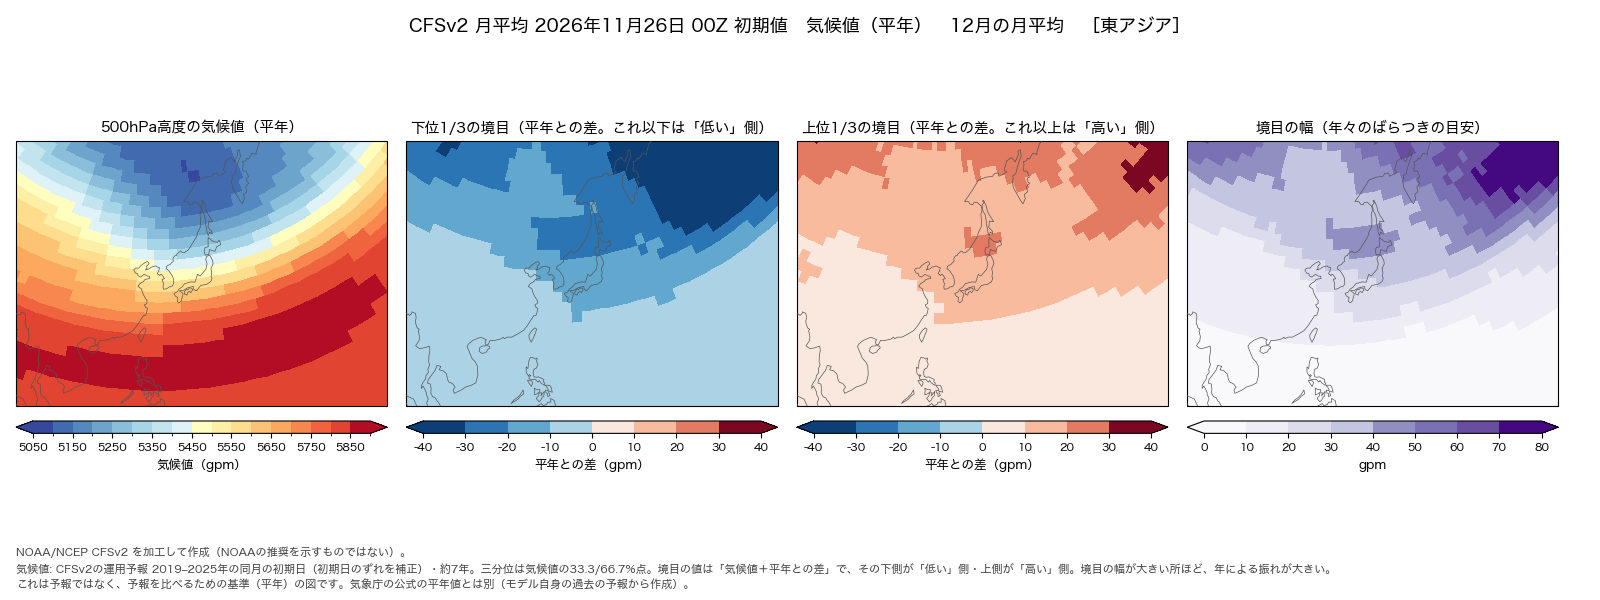 CFSv2 月平均 2026年11月26日 00Z 初期値　気候値（平年）　12月の月平均　［東アジア］
500hPa高度の気候値（平年）
下位1/3の境目（平年との差。これ以下は「低い」側）
上位1/3の境目（平年との差。これ以上は「高い」側）
境目の幅（年々のばらつきの目安）
5050 5150 5250 5350 5450 5550 5650 5750 5850
-40 -30 -20 -10 0 10 20 30 40
-40 -30 -20 -10 0 10 20 30 40
0 10 20 30 40 50 60 70 80
気候値（gpm）
平年との差（gpm）
平年との差（gpm）
gpm
NOAA/NCEP CFSv2 を加工して作成（NOAAの推奨を示すものではない）。
気候値: CFSv2の運用予報 2019–2025年の同月の初期日（初期日のずれを補正）・約7年。三分位は気候値の33.3/66.7%点。境目の値は「気候値＋平年との差」で、その下側が「低い」側・上側が「高い」側。境目の幅が大きい所ほど、年による振れが大きい。
これは予報ではなく、予報を比べるための基準（平年）の図です。気象庁の公式の平年値とは別（モデル自身の過去の予報から作成）。